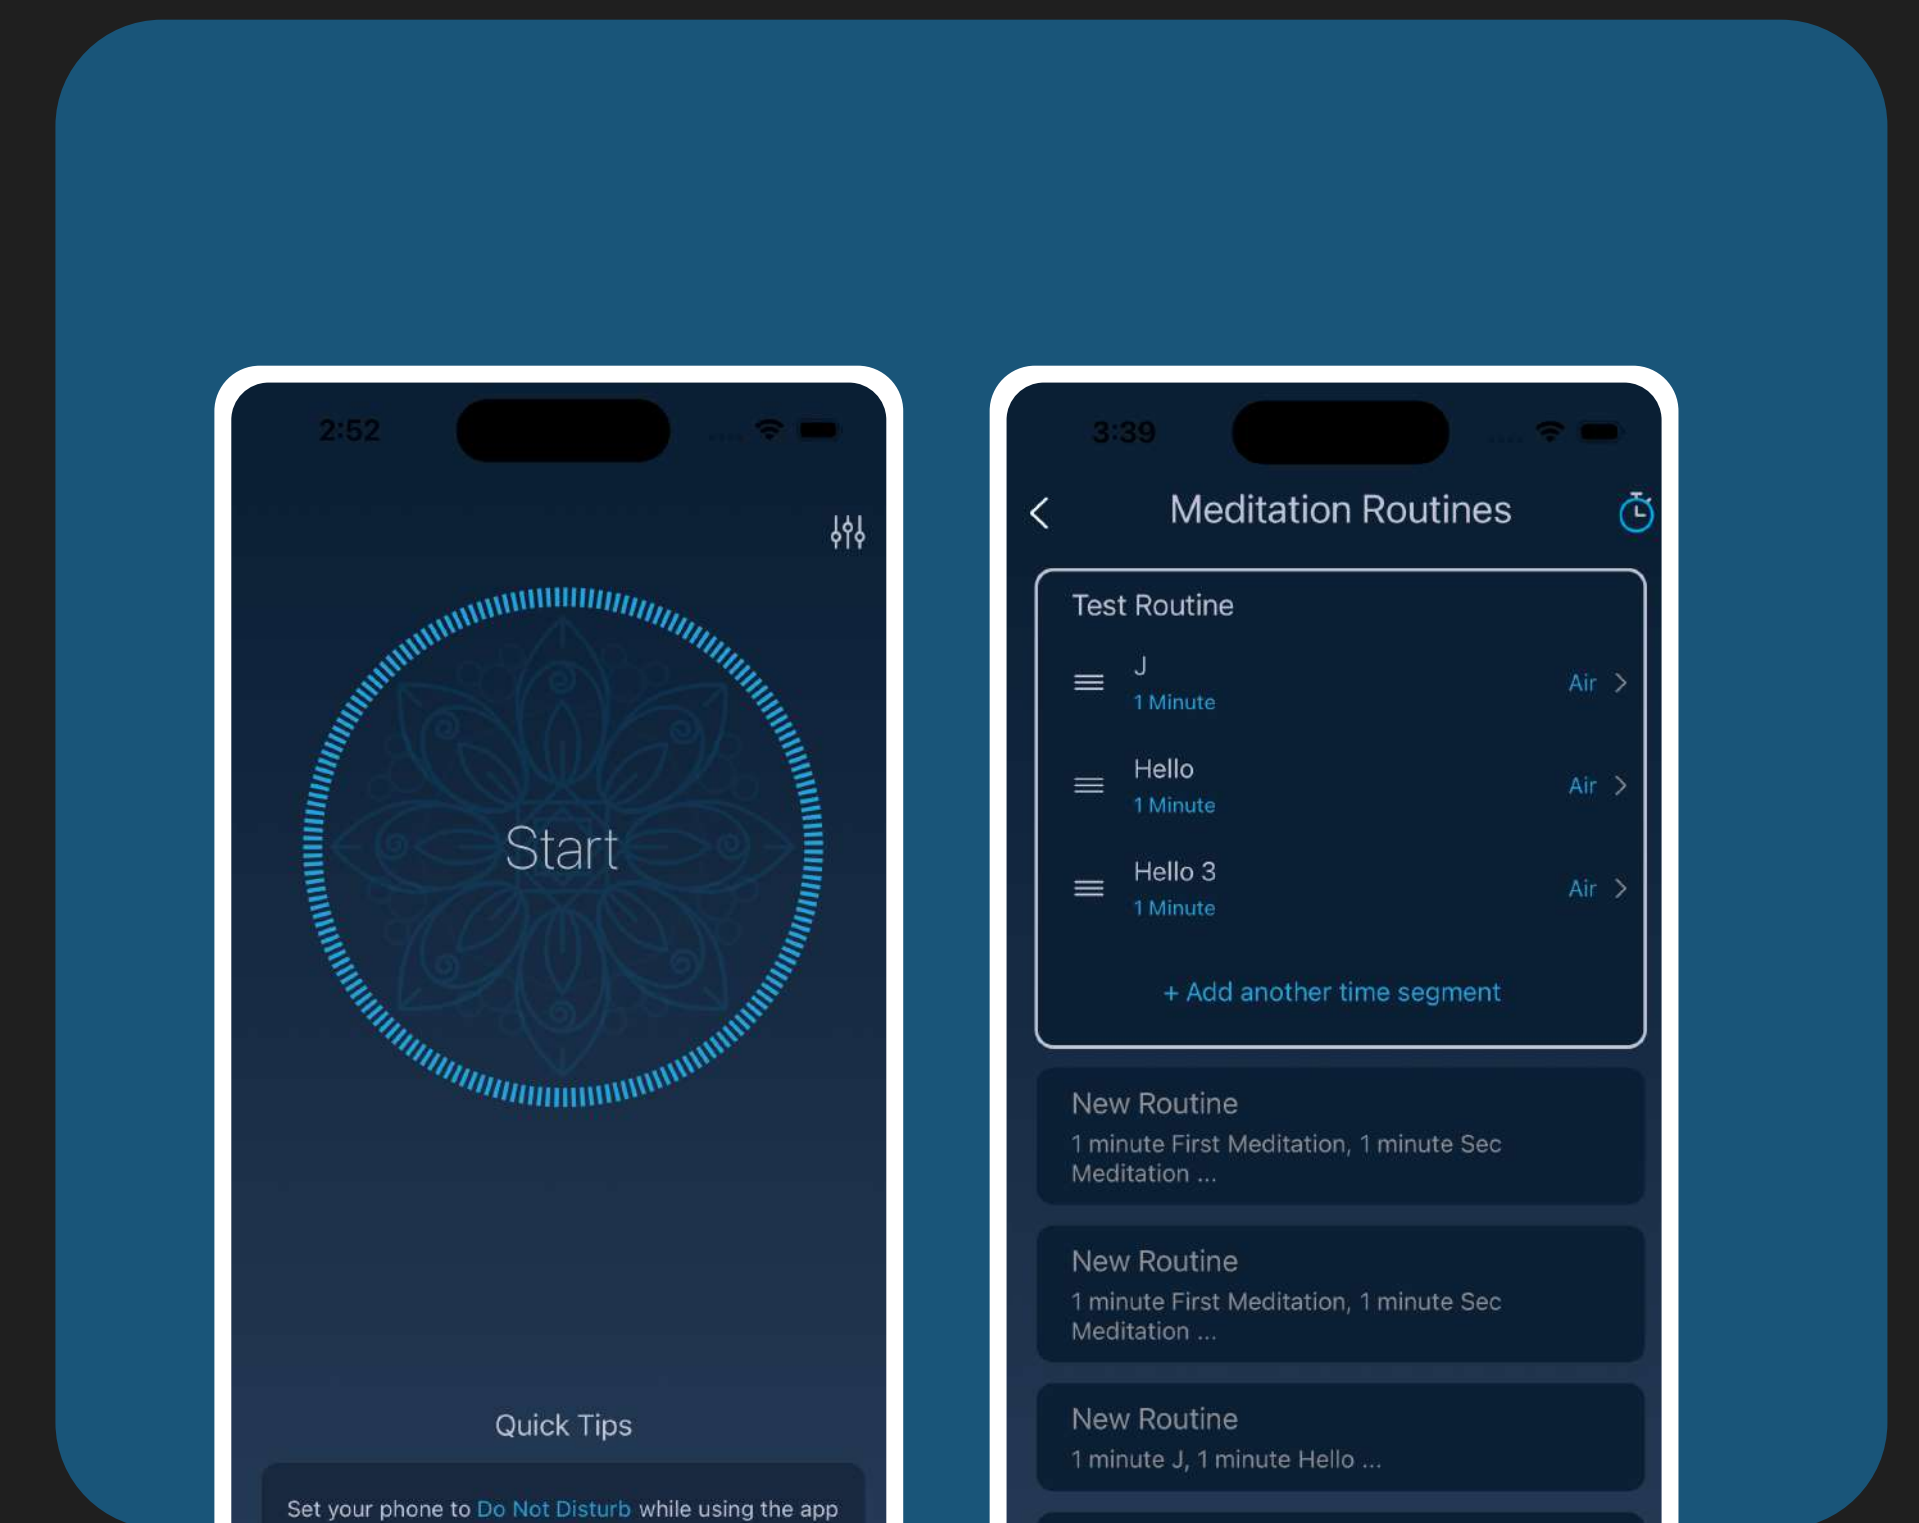 2:52
Start
Quick Tips
Set your phone to Do Not Disturb while using the app
3:39
Meditation Routines
Test Routine
J
1 Minute
Air
Hello
1 Minute
Air
Hello 3
1 Minute
Air
+ Add another time segment
New Routine
1 minute First Meditation, 1 minute Sec
Meditation ...
New Routine
1 minute First Meditation, 1 minute Sec
Meditation ...
New Routine
1 minute J, 1 minute Hello ...